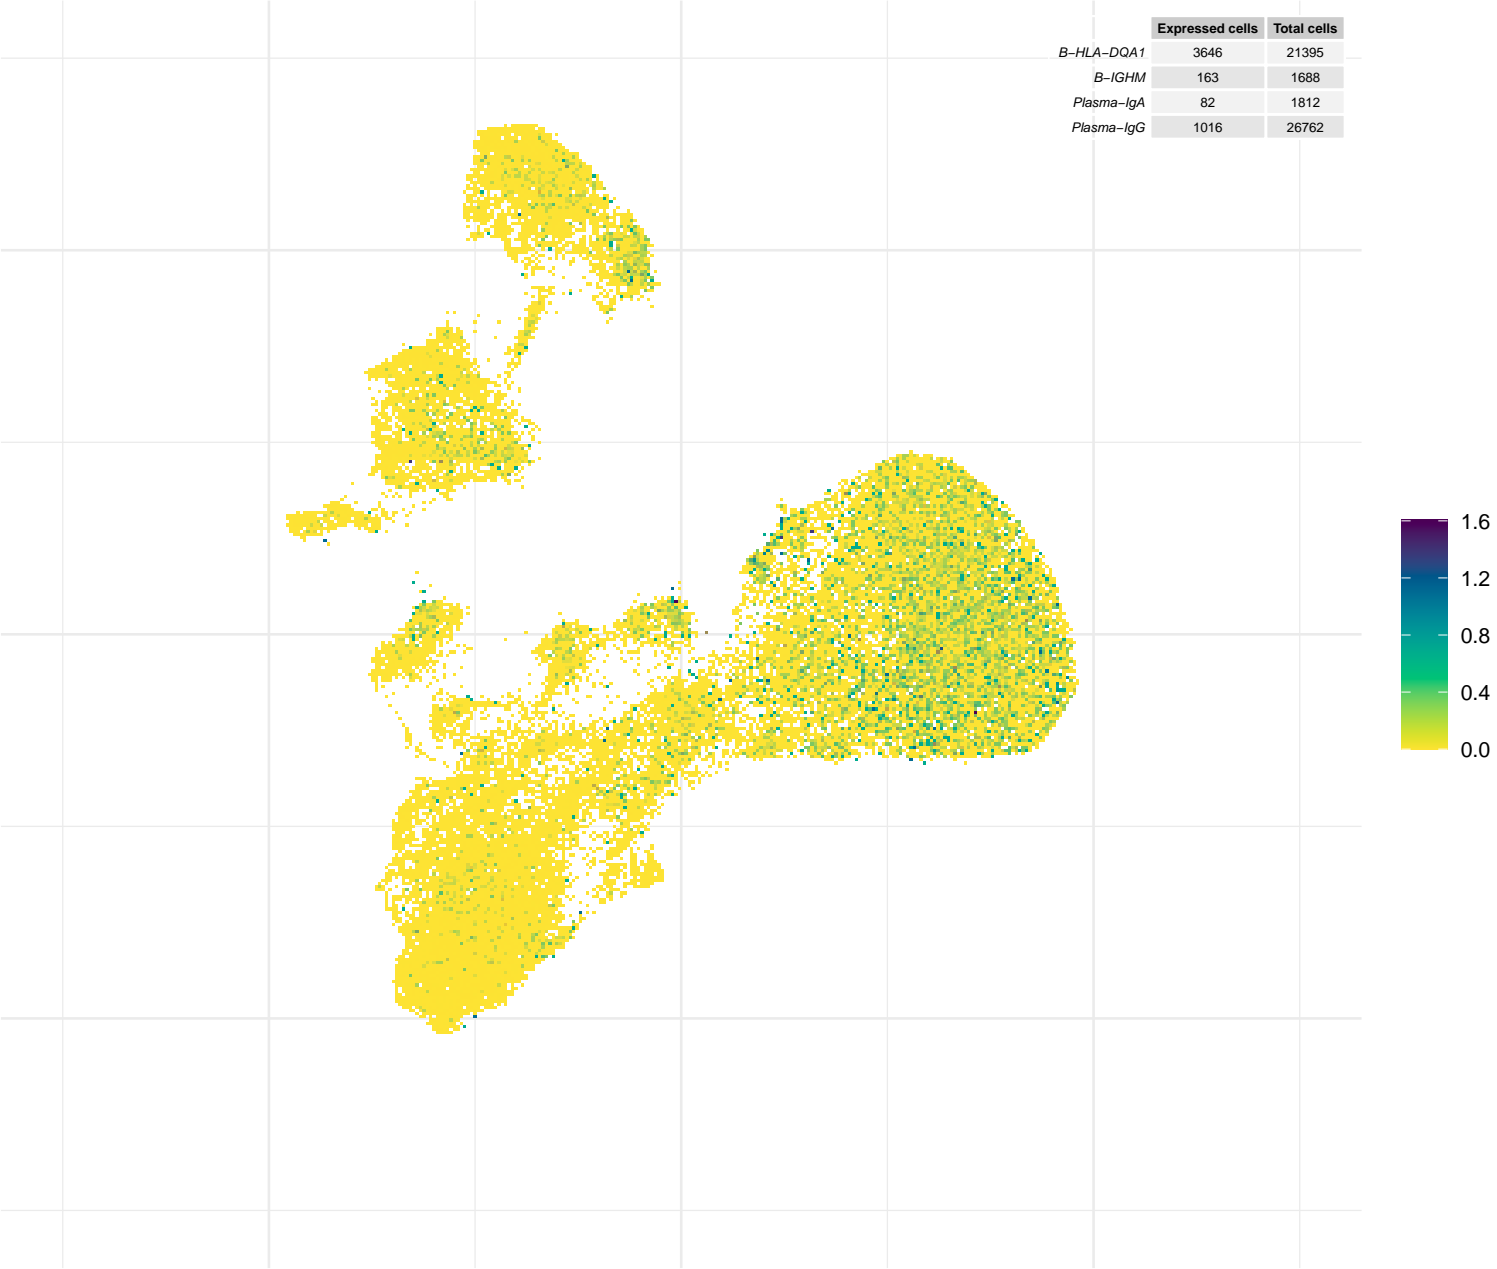 Expressed cells Total cells
B−HLA−DQA1 3646 21395
B−IGHM 163 1688
Plasma−IgA 82 1812
Plasma−IgG 1016 26762
1.6
1.2
0.8
0.4
0.0